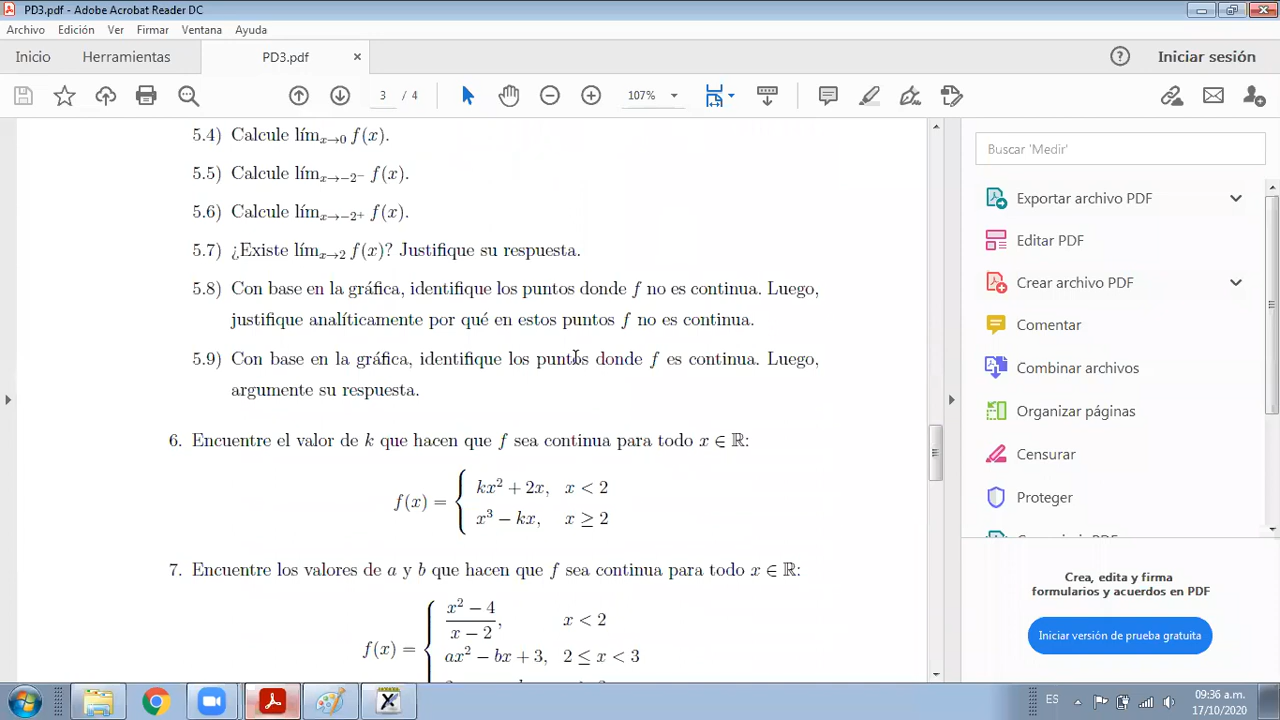 PD3.pdf - Adobe Acrobat Reader DC
Archivo Edición Ver Firmar Ventana Ayuda
Inicio Herramientas PD3.pdf × Iniciar sesión
3 / 4 107%
5.4) Calcule lím_{x→0} f(x).
5.5) Calcule lím_{x→−2⁻} f(x).
5.6) Calcule lím_{x→−2⁺} f(x).
5.7) ¿Existe lím_{x→2} f(x)? Justifique su respuesta.
5.8) Con base en la gráfica, identifique los puntos donde f no es continua. Luego,
justifique analíticamente por qué en estos puntos f no es continua.
5.9) Con base en la gráfica, identifique los puntos donde f es continua. Luego,
argumente su respuesta.
6. Encuentre el valor de k que hacen que f sea continua para todo x ∈ ℝ:
f(x) = { kx² + 2x, x < 2
x³ − kx, x ≥ 2
7. Encuentre los valores de a y b que hacen que f sea continua para todo x ∈ ℝ:
x² − 4
x − 2 , x < 2
f(x) = {
ax² − bx + 3, 2 ≤ x < 3
Buscar 'Medir'
Exportar archivo PDF
Editar PDF
Crear archivo PDF
Comentar
Combinar archivos
Organizar páginas
Censurar
Proteger
Crea, edita y firma
formularios y acuerdos en PDF
Iniciar versión de prueba gratuita
ES 09:36 a.m.
17/10/2020